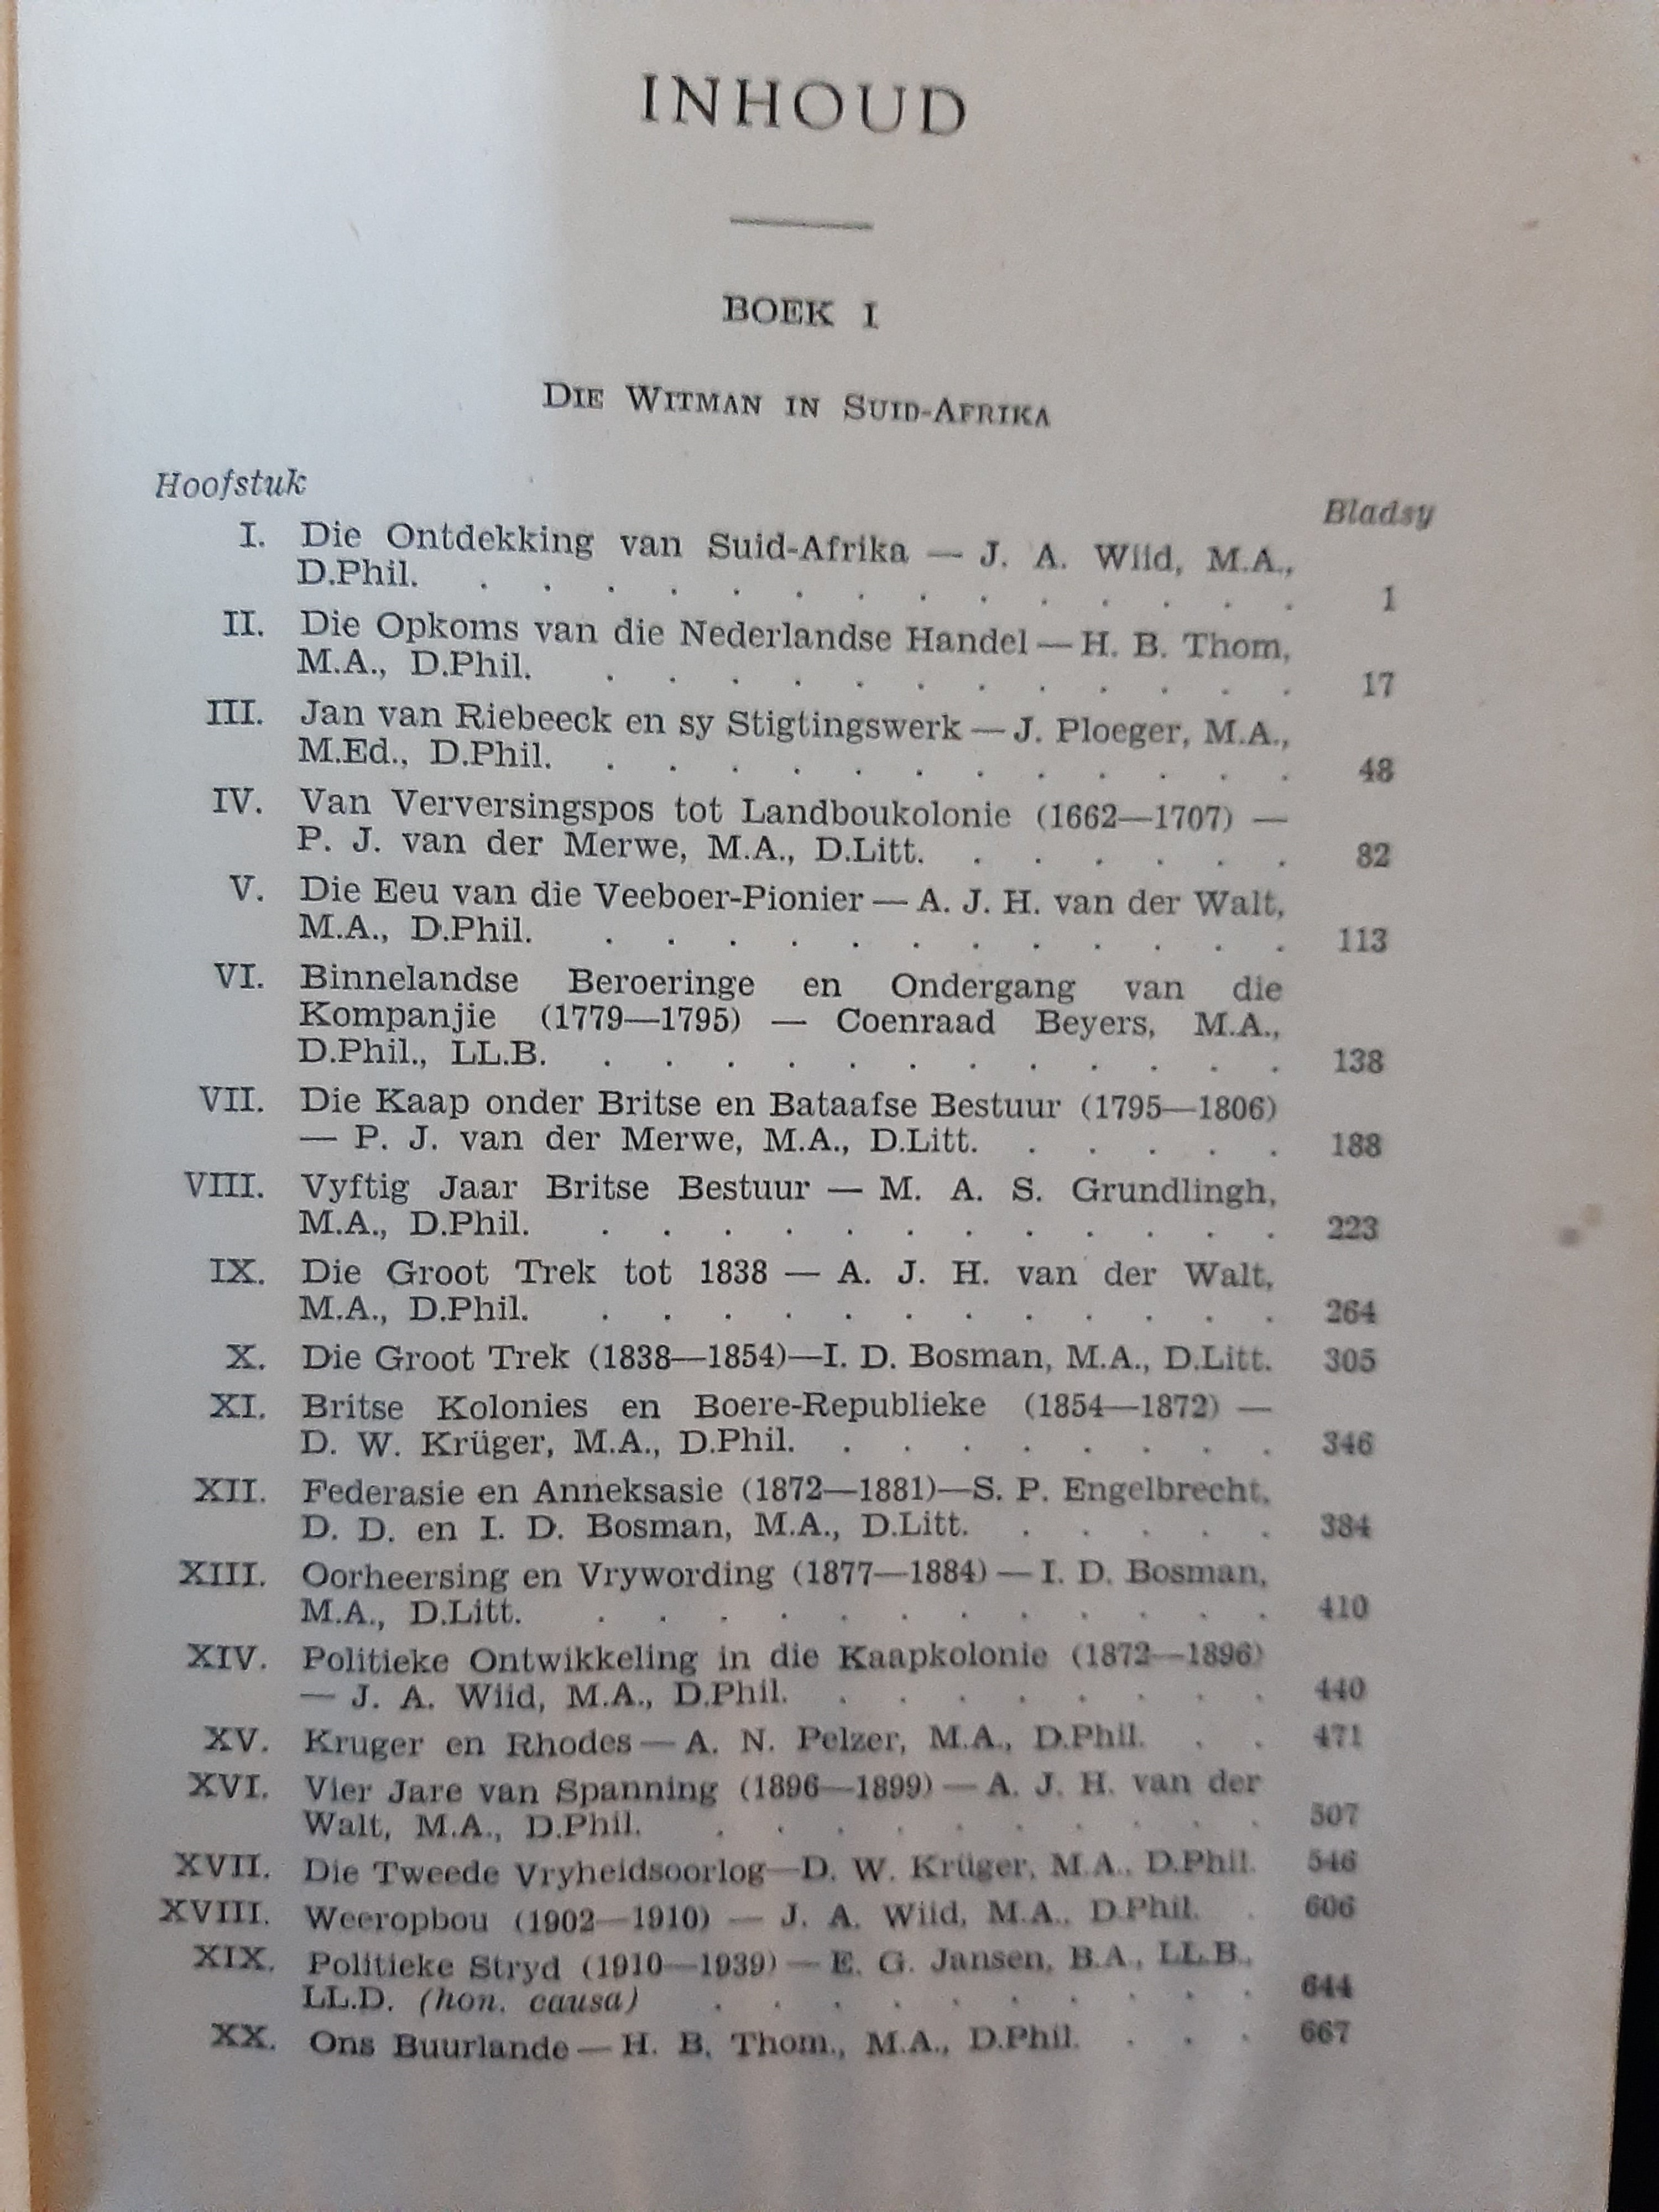 INHOUD
BOEK I
DIE WITMAN IN SUID-AFRIKA
Hoofstuk Bladsy
I. Die Ontdekking van Suid-Afrika — J. A. Wiid, M.A.,
D.Phil. . . . . . . . . . . . . . . 1
II. Die Opkoms van die Nederlandse Handel — H. B. Thom,
M.A., D.Phil. . . . . . . . . . . . . 17
III. Jan van Riebeeck en sy Stigtingswerk — J. Ploeger, M.A.,
M.Ed., D.Phil. . . . . . . . . . . . . 48
IV. Van Verversingspos tot Landboukolonie (1662—1707) —
P. J. van der Merwe, M.A., D.Litt. . . . . . . 82
V. Die Eeu van die Veeboer-Pionier — A. J. H. van der Walt,
M.A., D.Phil. . . . . . . . . . . . . 113
VI. Binnelandse Beroeringe en Ondergang van die
Kompanjie (1779—1795) — Coenraad Beyers, M.A.,
D.Phil., LL.B. . . . . . . . . . . . . 138
VII. Die Kaap onder Britse en Bataafse Bestuur (1795—1806)
— P. J. van der Merwe, M.A., D.Litt. . . . . . 188
VIII. Vyftig Jaar Britse Bestuur — M. A. S. Grundlingh,
M.A., D.Phil. . . . . . . . . . . . . 223
IX. Die Groot Trek tot 1838 — A. J. H. van der Walt,
M.A., D.Phil. . . . . . . . . . . . . 264
X. Die Groot Trek (1838—1854)—I. D. Bosman, M.A., D.Litt. 305
XI. Britse Kolonies en Boere-Republieke (1854—1872) —
D. W. Krüger, M.A., D.Phil. . . . . . . . . 346
XII. Federasie en Anneksasie (1872—1881)—S. P. Engelbrecht,
D. D. en I. D. Bosman, M.A., D.Litt. . . . . . 384
XIII. Oorheersing en Vrywording (1877—1884) — I. D. Bosman,
M.A., D.Litt. . . . . . . . . . . . . 410
XIV. Politieke Ontwikkeling in die Kaapkolonie (1872—1896)
— J. A. Wiid, M.A., D.Phil. . . . . . . . . 440
XV. Kruger en Rhodes — A. N. Pelzer, M.A., D.Phil. . . 471
XVI. Vier Jare van Spanning (1896—1899) — A. J. H. van der
Walt, M.A., D.Phil. . . . . . . . . . . 507
XVII. Die Tweede Vryheidsoorlog—D. W. Krüger, M.A., D.Phil. 546
XVIII. Weeropbou (1902—1910) — J. A. Wiid, M.A., D.Phil. . 606
XIX. Politieke Stryd (1910—1939) — E. G. Jansen, B.A., LL.B.,
LL.D. (hon. causa) . . . . . . . . . . 644
XX. Ons Buurlande — H. B. Thom., M.A., D.Phil. . . . 667